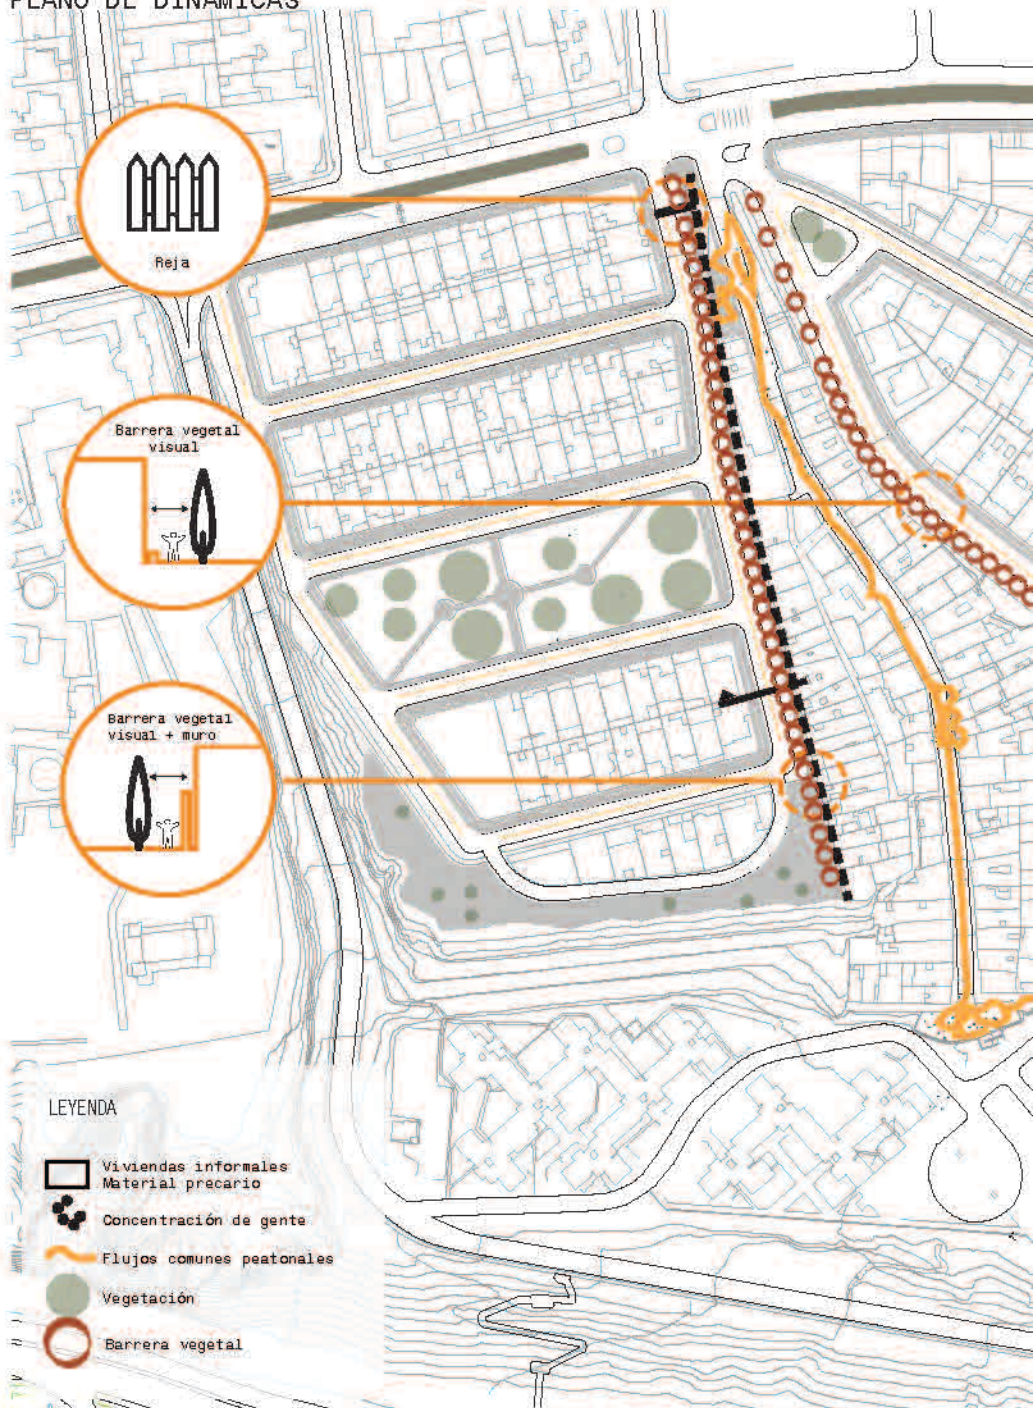 PLANO DE DINÁMICAS
Reja
Barrera vegetal
visual
Barrera vegetal
visual + muro
LEYENDA
Viviendas informales
Material precario
Concentración de gente
Flujos comunes peatonales
Vegetación
Barrera vegetal